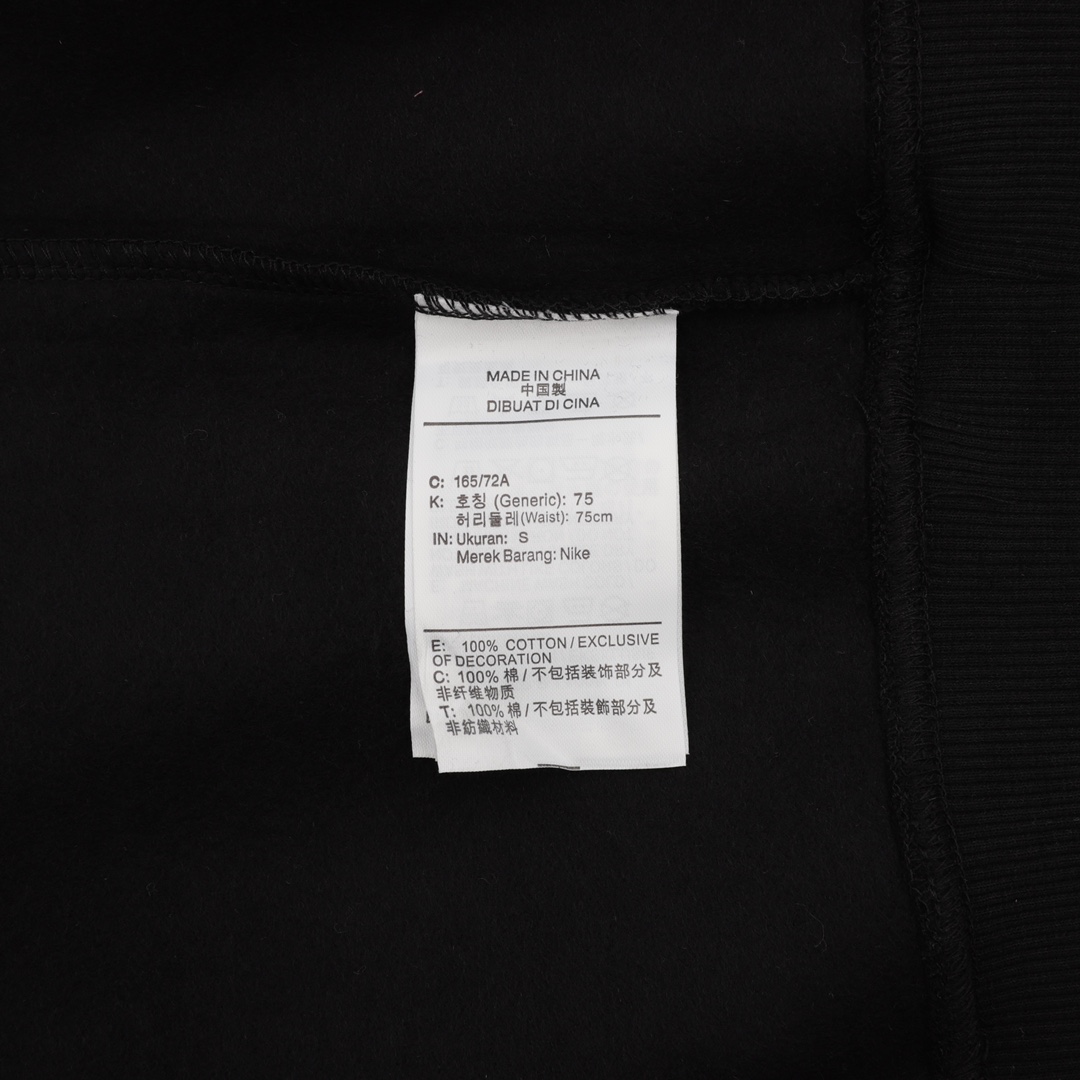 MADE IN CHINA
中国製
DIBUAT DI CINA
C: 165/72A
K: 호칭 (Generic): 75
허리둘레(Waist): 75cm
IN: Ukuran: S
Merek Barang: Nike
E: 100% COTTON / EXCLUSIVE
OF DECORATION
C: 100% 棉 / 不包括装饰部分及
非纤维物质
T: 100% 棉 / 不包括裝飾部分及
非紡織材料